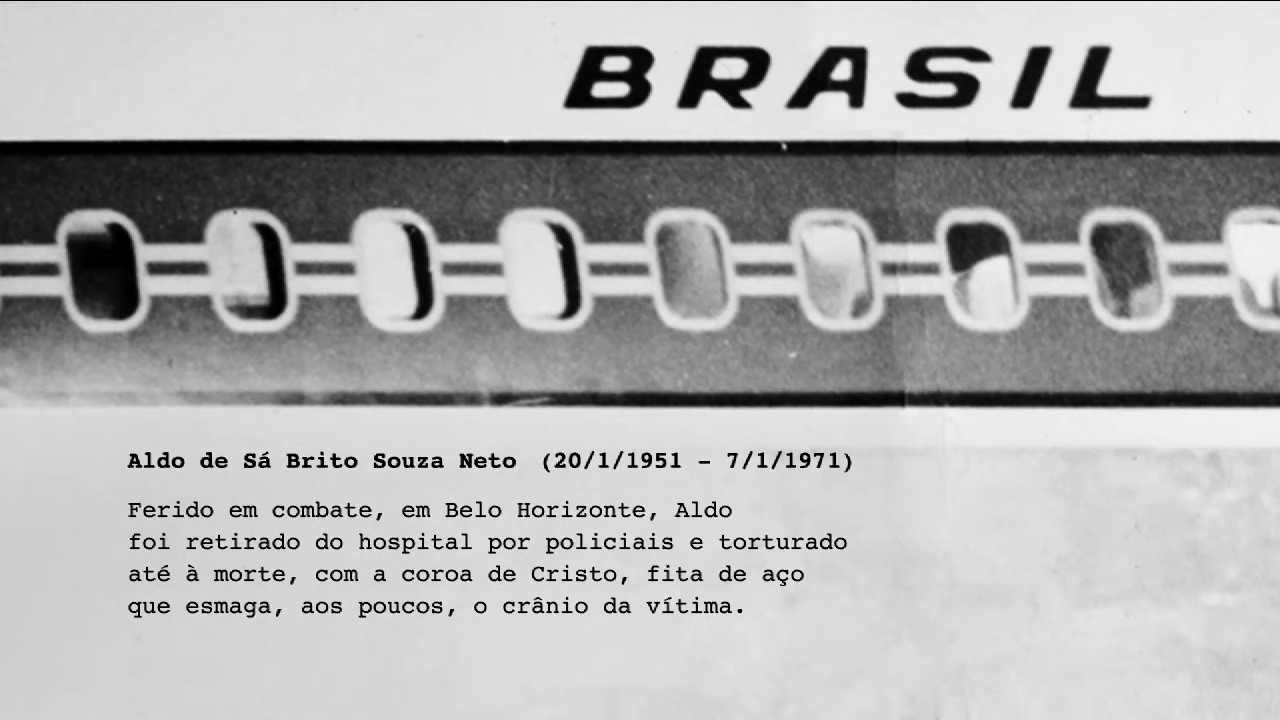 BRASIL
Aldo de Sá Brito Souza Neto (20/1/1951 – 7/1/1971)
Ferido em combate, em Belo Horizonte, Aldo
foi retirado do hospital por policiais e torturado
até à morte, com a coroa de Cristo, fita de aço
que esmaga, aos poucos, o crânio da vítima.